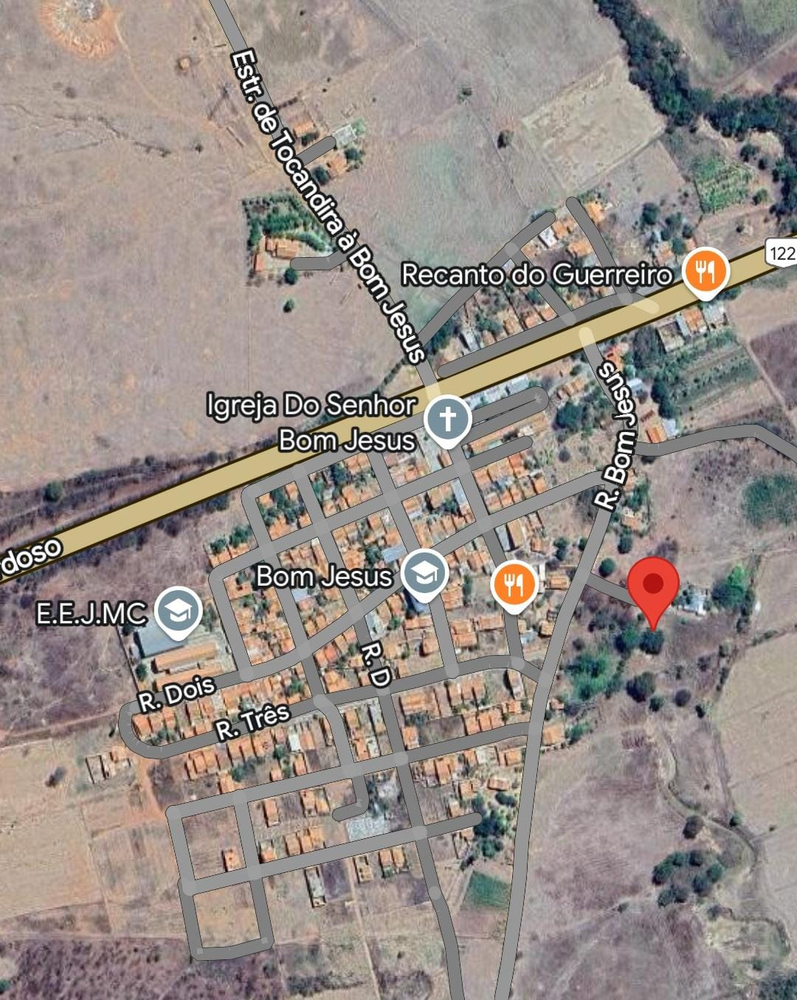 Estr. de Tocandira à Bom Jesus
122
Recanto do Guerreiro
Igreja Do Senhor
Bom Jesus
R. Bom Jesus
doso
Bom Jesus
E.E.J.MC
R. D
R. Dois
R. Três